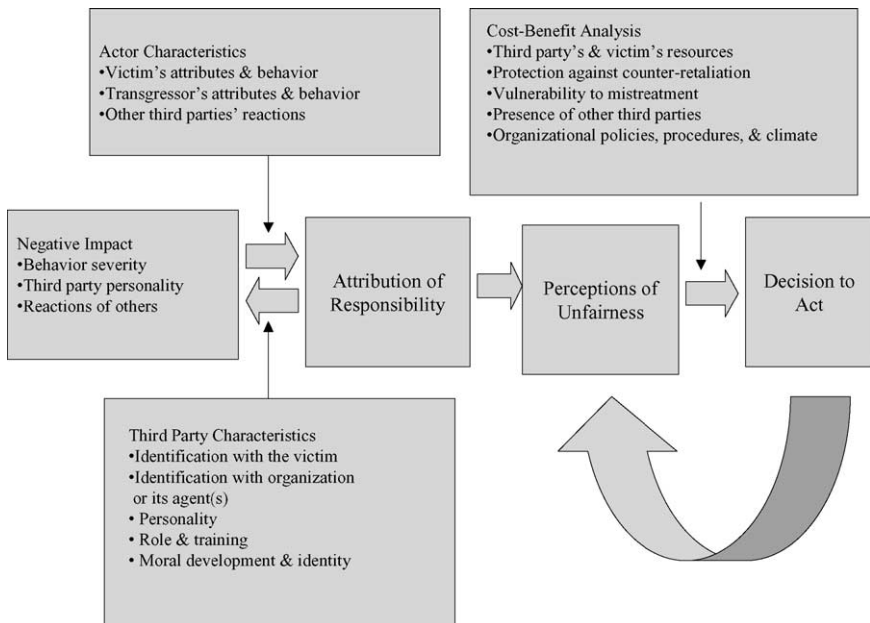 Actor Characteristics
•Victim's attributes & behavior
•Transgressor's attributes & behavior
•Other third parties' reactions
Cost-Benefit Analysis
•Third party's & victim's resources
•Protection against counter-retaliation
•Vulnerability to mistreatment
•Presence of other third parties
•Organizational policies, procedures, & climate
Negative Impact
•Behavior severity
•Third party personality
•Reactions of others
Attribution of
Responsibility
Perceptions of
Unfairness
Decision to
Act
Third Party Characteristics
•Identification with the victim
•Identification with organization
or its agent(s)
• Personality
• Role & training
• Moral development & identity